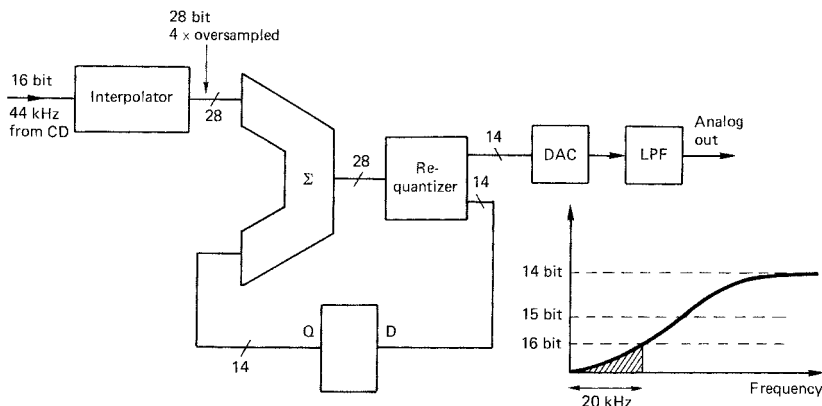 28 bit
4 × oversampled
16 bit
44 kHz
from CD
Interpolator
28
Σ
28
Re-
quantizer
14
14
DAC
LPF
Analog
out
Q
D
14
14 bit
15 bit
16 bit
Frequency
20 kHz